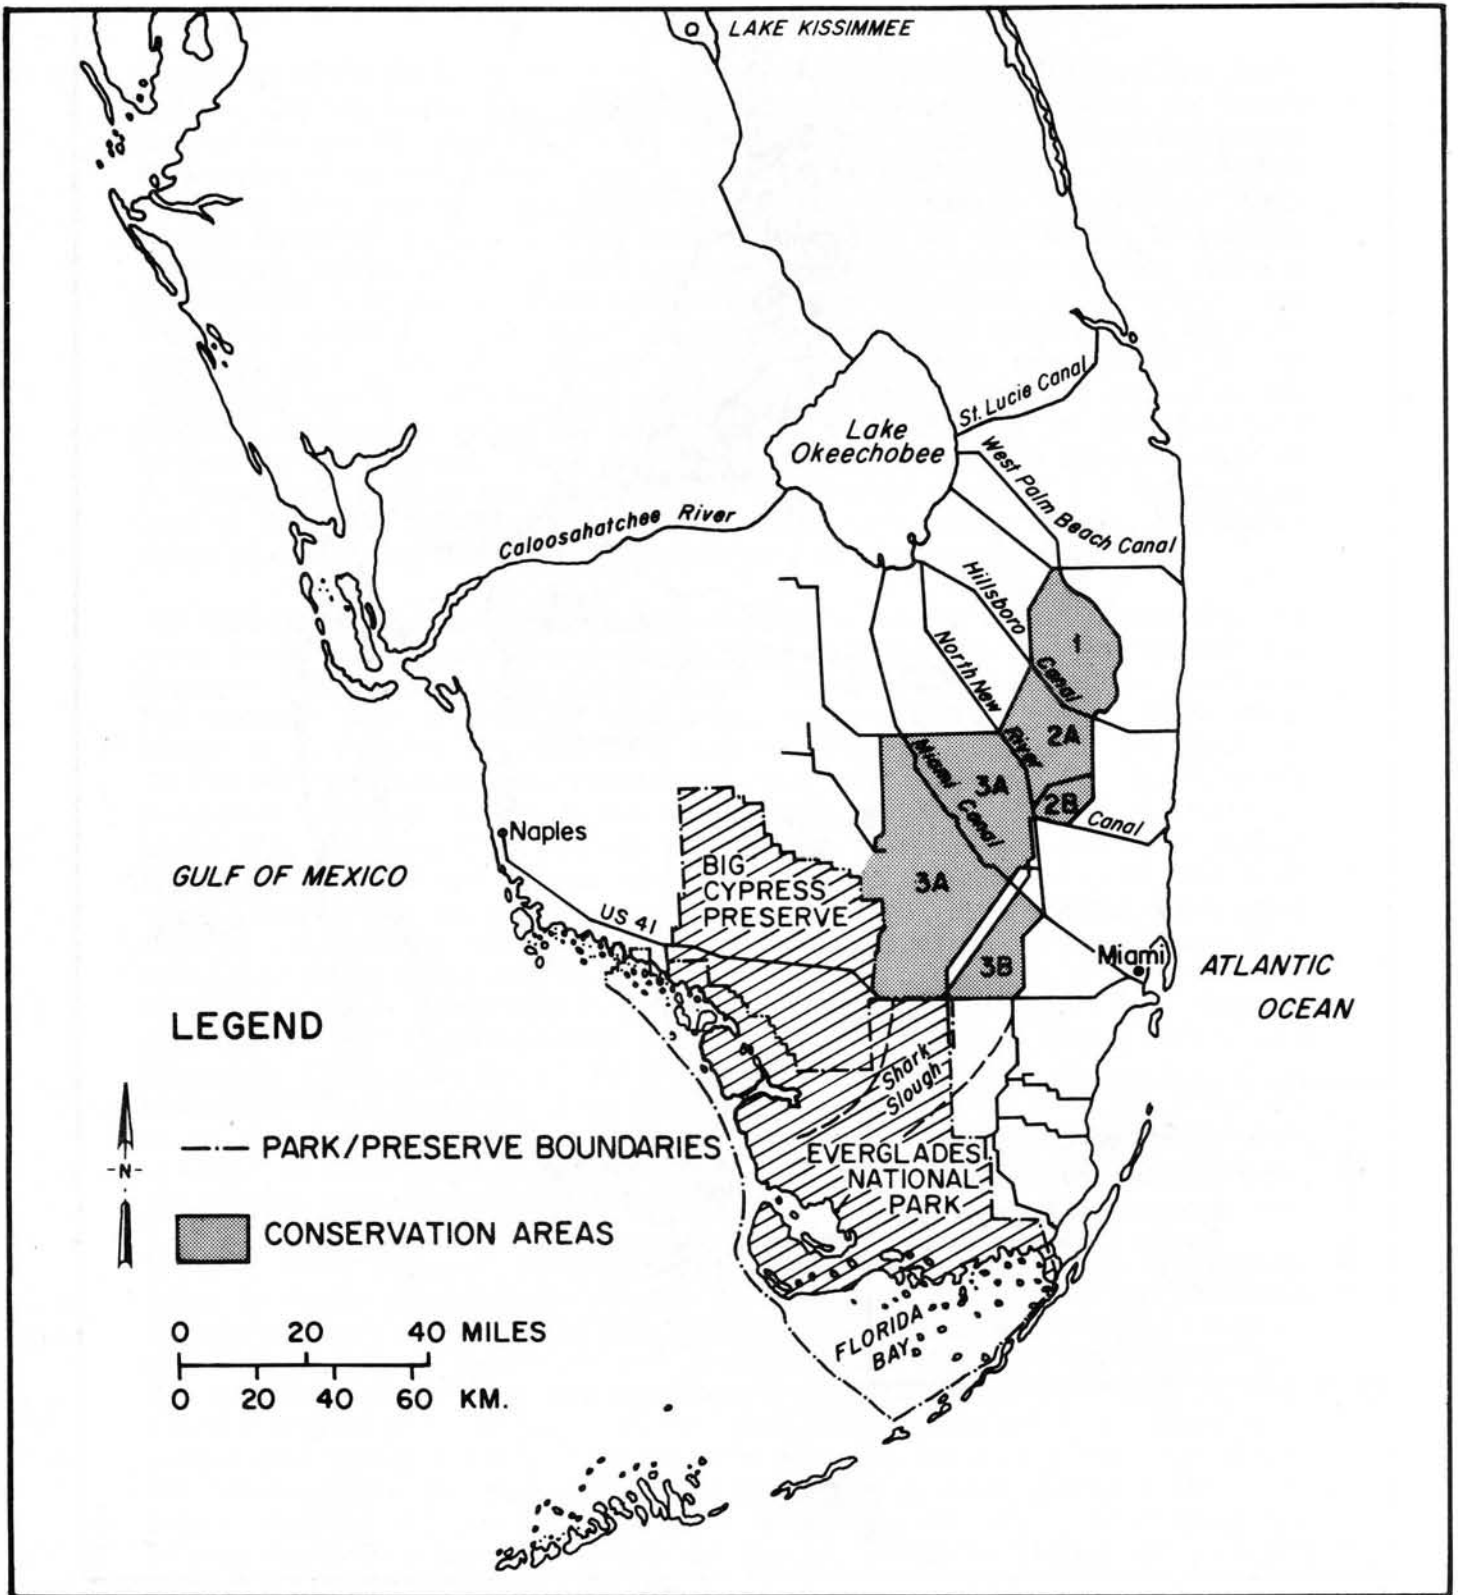 LAKE KISSIMMEE
St. Lucie Canal
Lake
Okeechobee
West Palm Beach Canal
Caloosahatchee River
Hillsboro
Canal
1
North New
River
2A
Miami Canal
3A
2B
Canal
Naples
GULF OF MEXICO
BIG
CYPRESS
PRESERVE
3A
US 41
3B
Miami
ATLANTIC
OCEAN
LEGEND
Shark
Slough
-N-
PARK/PRESERVE BOUNDARIES
EVERGLADES
NATIONAL
PARK
CONSERVATION AREAS
FLORIDA
BAY
0 20 40 MILES
0 20 40 60 KM.